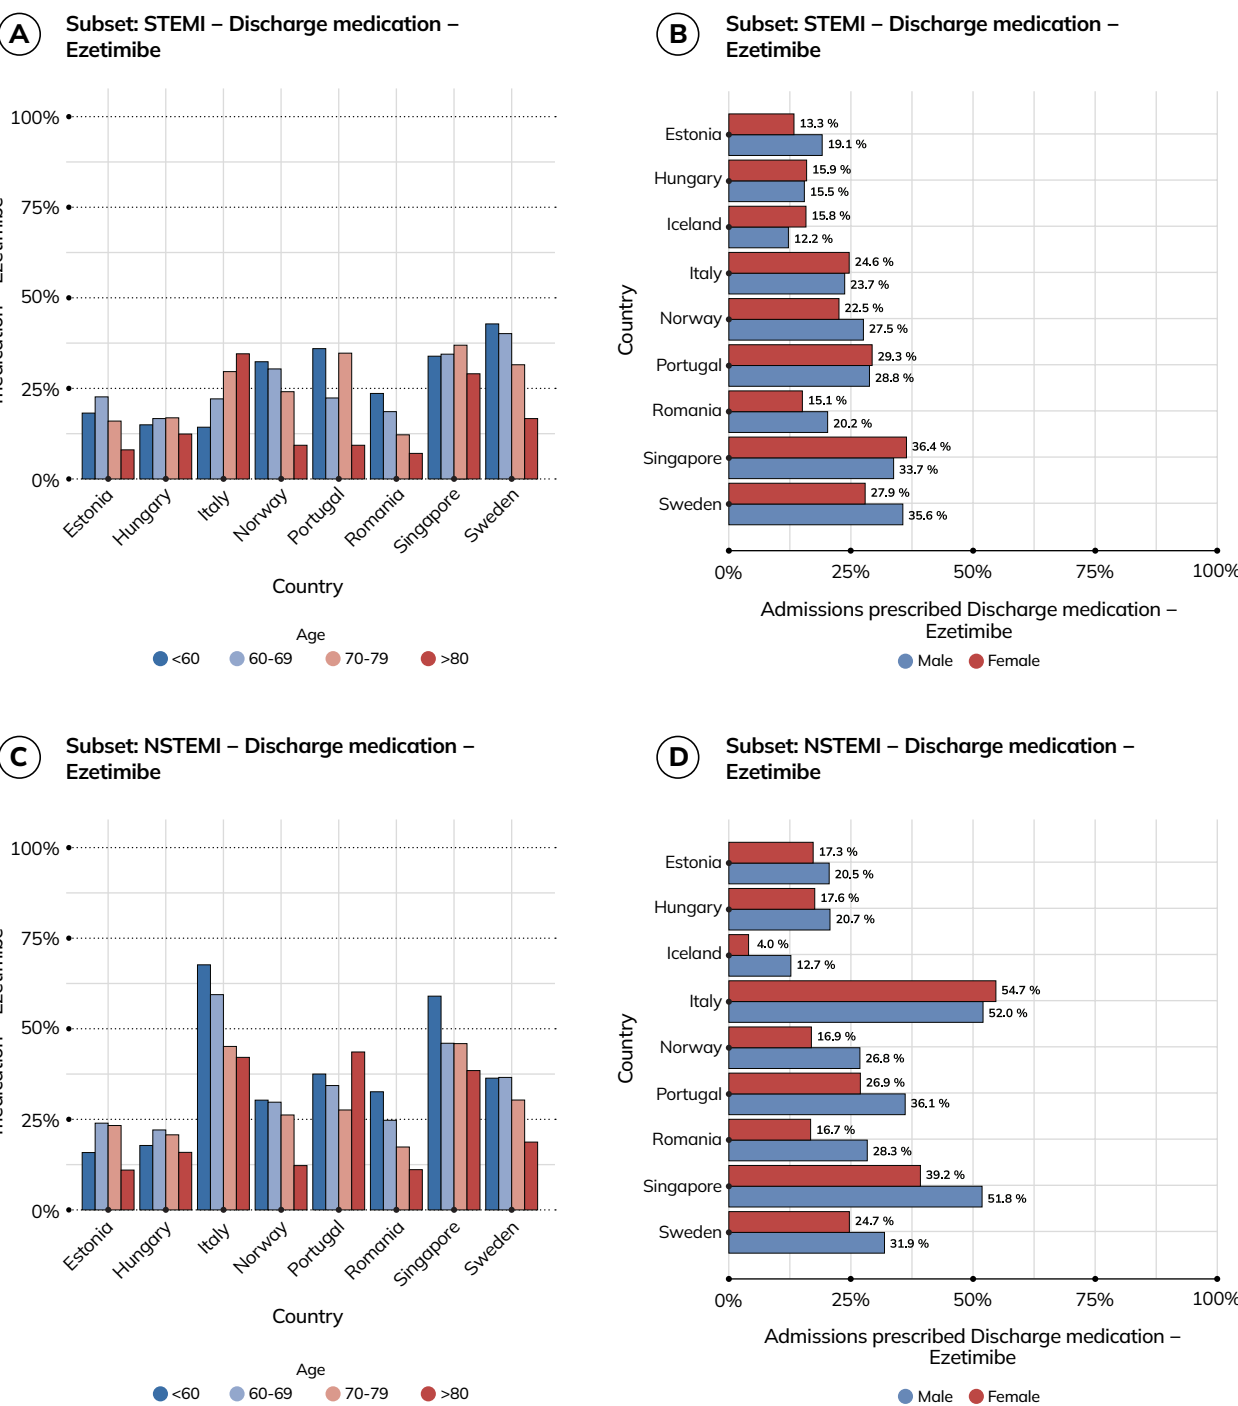 A
Subset: STEMI – Discharge medication –
Ezetimibe
100%
75%
50%
25%
0%
Estonia
Hungary
Italy
Norway
Portugal
Romania
Singapore
Sweden
Country
Age
<60
60-69
70-79
>80
B
Subset: STEMI – Discharge medication –
Ezetimibe
Country
Estonia
13.3 %
19.1 %
Hungary
15.9 %
15.5 %
Iceland
15.8 %
12.2 %
Italy
24.6 %
23.7 %
Norway
22.5 %
27.5 %
Portugal
29.3 %
28.8 %
Romania
15.1 %
20.2 %
Singapore
36.4 %
33.7 %
Sweden
27.9 %
35.6 %
0%
25%
50%
75%
100%
Admissions prescribed Discharge medication –
Ezetimibe
Male
Female
C
Subset: NSTEMI – Discharge medication –
Ezetimibe
100%
75%
50%
25%
0%
Estonia
Hungary
Italy
Norway
Portugal
Romania
Singapore
Sweden
Country
Age
<60
60-69
70-79
>80
D
Subset: NSTEMI – Discharge medication –
Ezetimibe
Country
Estonia
17.3 %
20.5 %
Hungary
17.6 %
20.7 %
Iceland
4.0 %
12.7 %
Italy
54.7 %
52.0 %
Norway
16.9 %
26.8 %
Portugal
26.9 %
36.1 %
Romania
16.7 %
28.3 %
Singapore
39.2 %
51.8 %
Sweden
24.7 %
31.9 %
0%
25%
50%
75%
100%
Admissions prescribed Discharge medication –
Ezetimibe
Male
Female